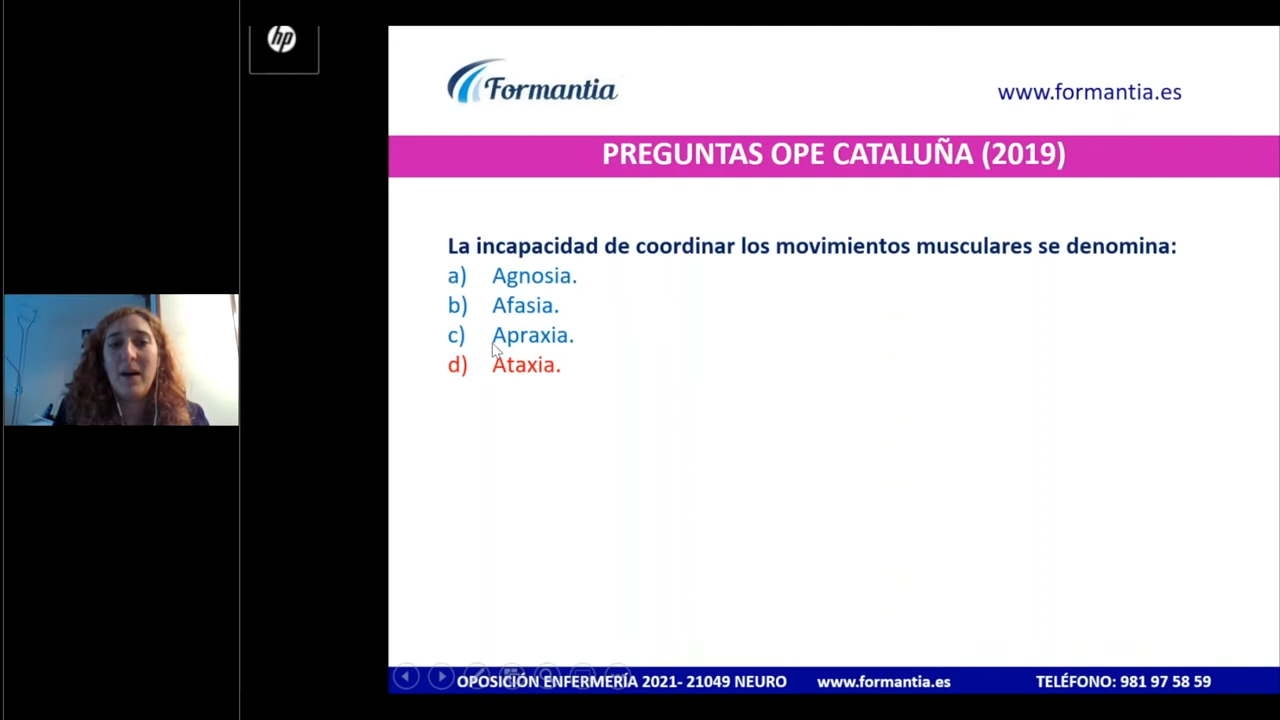 hp
Formantia
www.formantia.es
PREGUNTAS OPE CATALUÑA (2019)
La incapacidad de coordinar los movimientos musculares se denomina:
a) Agnosia.
b) Afasia.
c) Apraxia.
d) Ataxia.
OPOSICIÓN ENFERMERÍA 2021- 21049 NEURO www.formantia.es TELÉFONO: 981 97 58 59